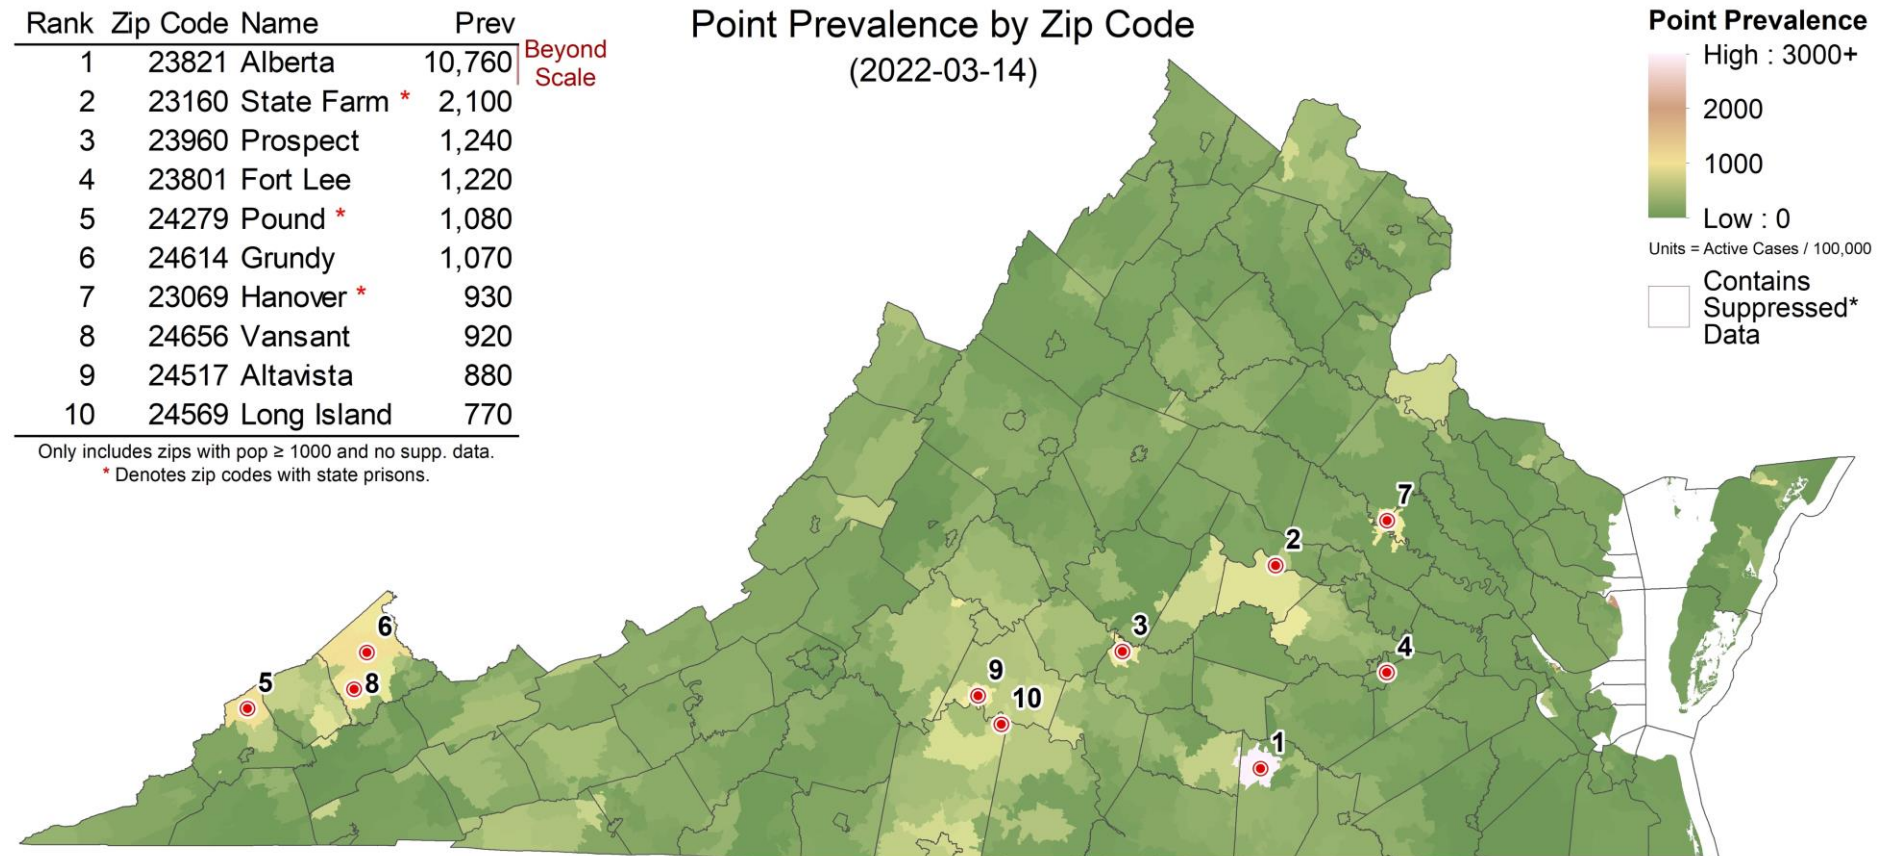 Rank Zip Code Name Prev
1 23821 Alberta 10,760
2 23160 State Farm * 2,100
3 23960 Prospect 1,240
4 23801 Fort Lee 1,220
5 24279 Pound * 1,080
6 24614 Grundy 1,070
7 23069 Hanover * 930
8 24656 Vansant 920
9 24517 Altavista 880
10 24569 Long Island 770
Beyond
Scale
Only includes zips with pop ≥ 1000 and no supp. data.
* Denotes zip codes with state prisons.
Point Prevalence by Zip Code
(2022-03-14)
Point Prevalence
High : 3000+
2000
1000
Low : 0
Units = Active Cases / 100,000
Contains
Suppressed*
Data
7
2
6
3
4
5
8
9
10
1